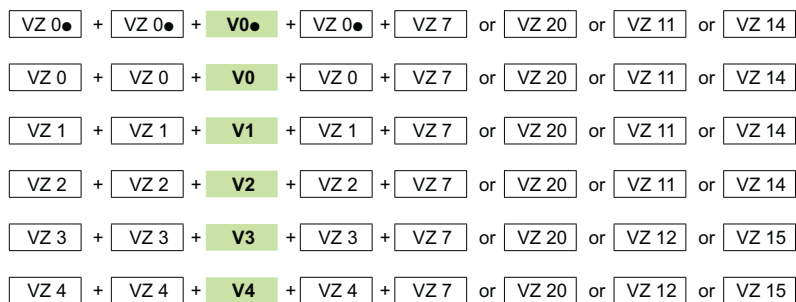 VZ 0● + VZ 0● + V0● + VZ 0● + VZ 7 or VZ 20 or VZ 11 or VZ 14
VZ 0 + VZ 0 + V0 + VZ 0 + VZ 7 or VZ 20 or VZ 11 or VZ 14
VZ 1 + VZ 1 + V1 + VZ 1 + VZ 7 or VZ 20 or VZ 11 or VZ 14
VZ 2 + VZ 2 + V2 + VZ 2 + VZ 7 or VZ 20 or VZ 11 or VZ 14
VZ 3 + VZ 3 + V3 + VZ 3 + VZ 7 or VZ 20 or VZ 12 or VZ 15
VZ 4 + VZ 4 + V4 + VZ 4 + VZ 7 or VZ 20 or VZ 12 or VZ 15